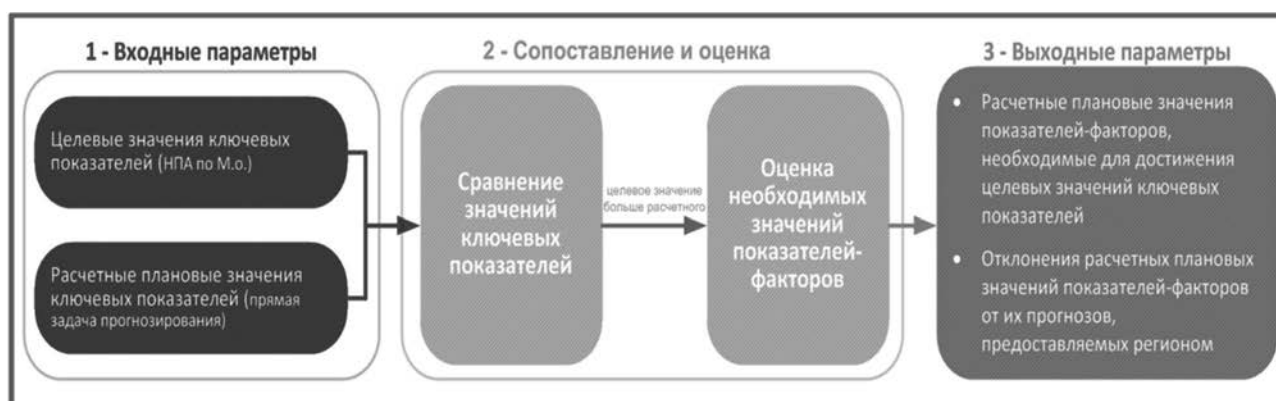 1 - Входные параметры
Целевые значения ключевых
показателей (НПА по М.о.)
Расчетные плановые значения
ключевых показателей (прямая
задача прогнозирования)
2 - Сопоставление и оценка
Сравнение
значений
ключевых
показателей
целевое значение
больше расчетного
Оценка
необходимых
значений
показателей-
факторов
3 - Выходные параметры
• Расчетные плановые значения
показателей-факторов,
необходимые для достижения
целевых значений ключевых
показателей
• Отклонения расчетных плановых
значений показателей-факторов
от их прогнозов,
предоставляемых регионом